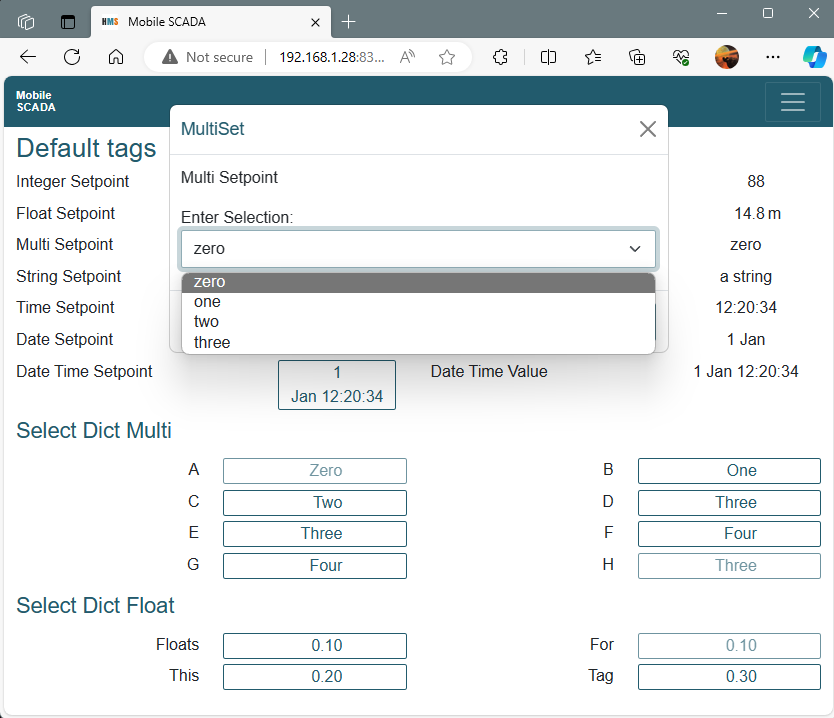 HMS Mobile SCADA
Not secure 192.168.1.28:83...
Mobile
SCADA
MultiSet
Default tags
Multi Setpoint
Enter Selection:
zero
zero
one
two
three
Integer Setpoint 88
Float Setpoint 14.8 m
Multi Setpoint zero
String Setpoint a string
Time Setpoint 12:20:34
Date Setpoint 1 Jan
Date Time Setpoint 1 Date Time Value 1 Jan 12:20:34
Jan 12:20:34
Select Dict Multi
A Zero B One
C Two D Three
E Three F Four
G Four H Three
Select Dict Float
Floats 0.10 For 0.10
This 0.20 Tag 0.30